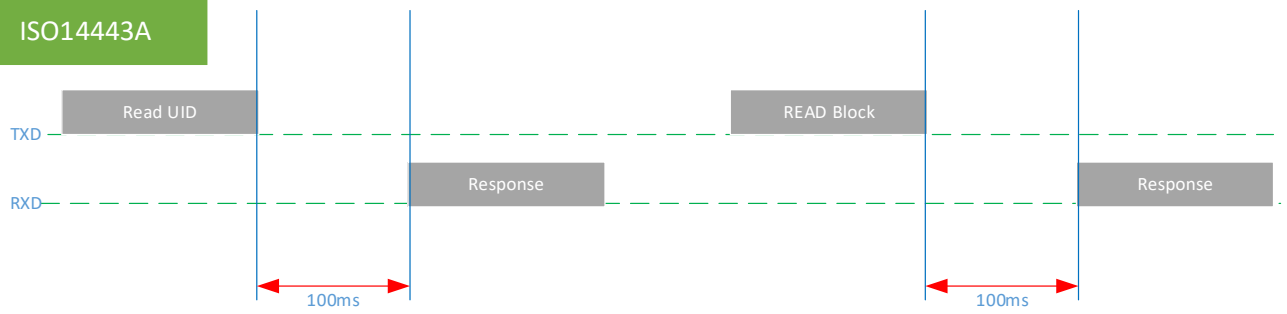 ISO14443A
Read UID
READ Block
TXD
Response
Response
RXD
100ms
100ms